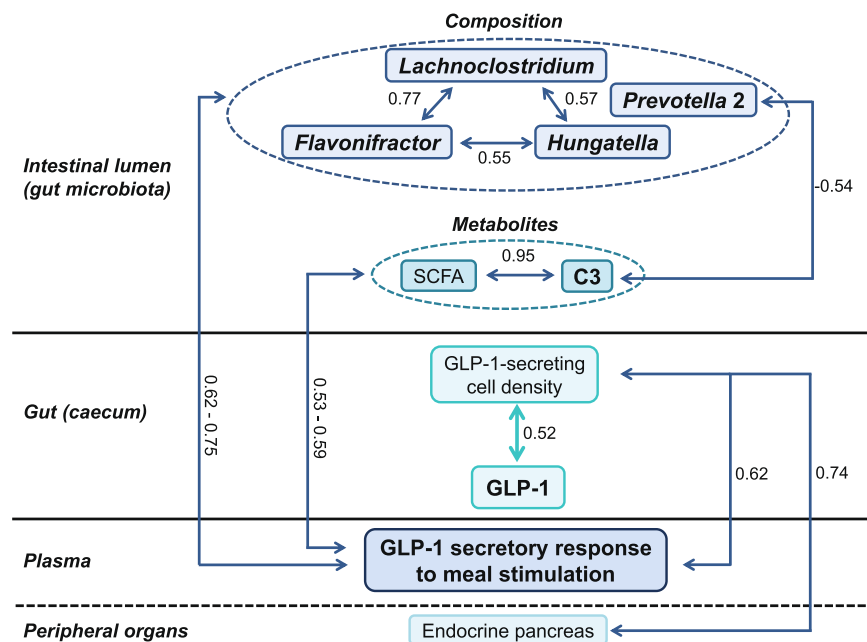 Composition
Lachnoclostridium
0.77
0.57
Prevotella 2
Flavonifractor
Hungatella
0.55
Intestinal lumen
(gut microbiota)
-0.54
Metabolites
0.95
SCFA
C3
GLP-1-secreting
cell density
0.62 - 0.75
0.53 - 0.59
Gut (caecum)
0.52
0.62
0.74
GLP-1
Plasma
GLP-1 secretory response
to meal stimulation
Peripheral organs
Endocrine pancreas